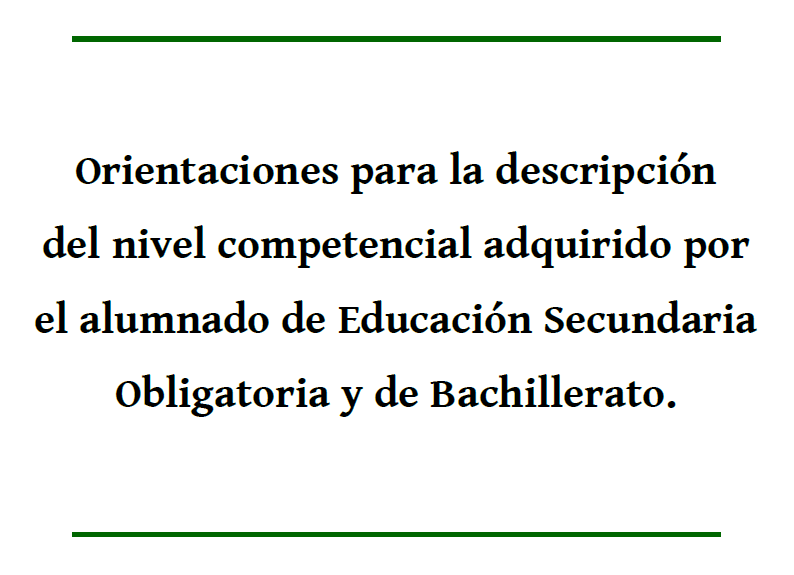 Orientaciones para la descripción
del nivel competencial adquirido por
el alumnado de Educación Secundaria
Obligatoria y de Bachillerato.